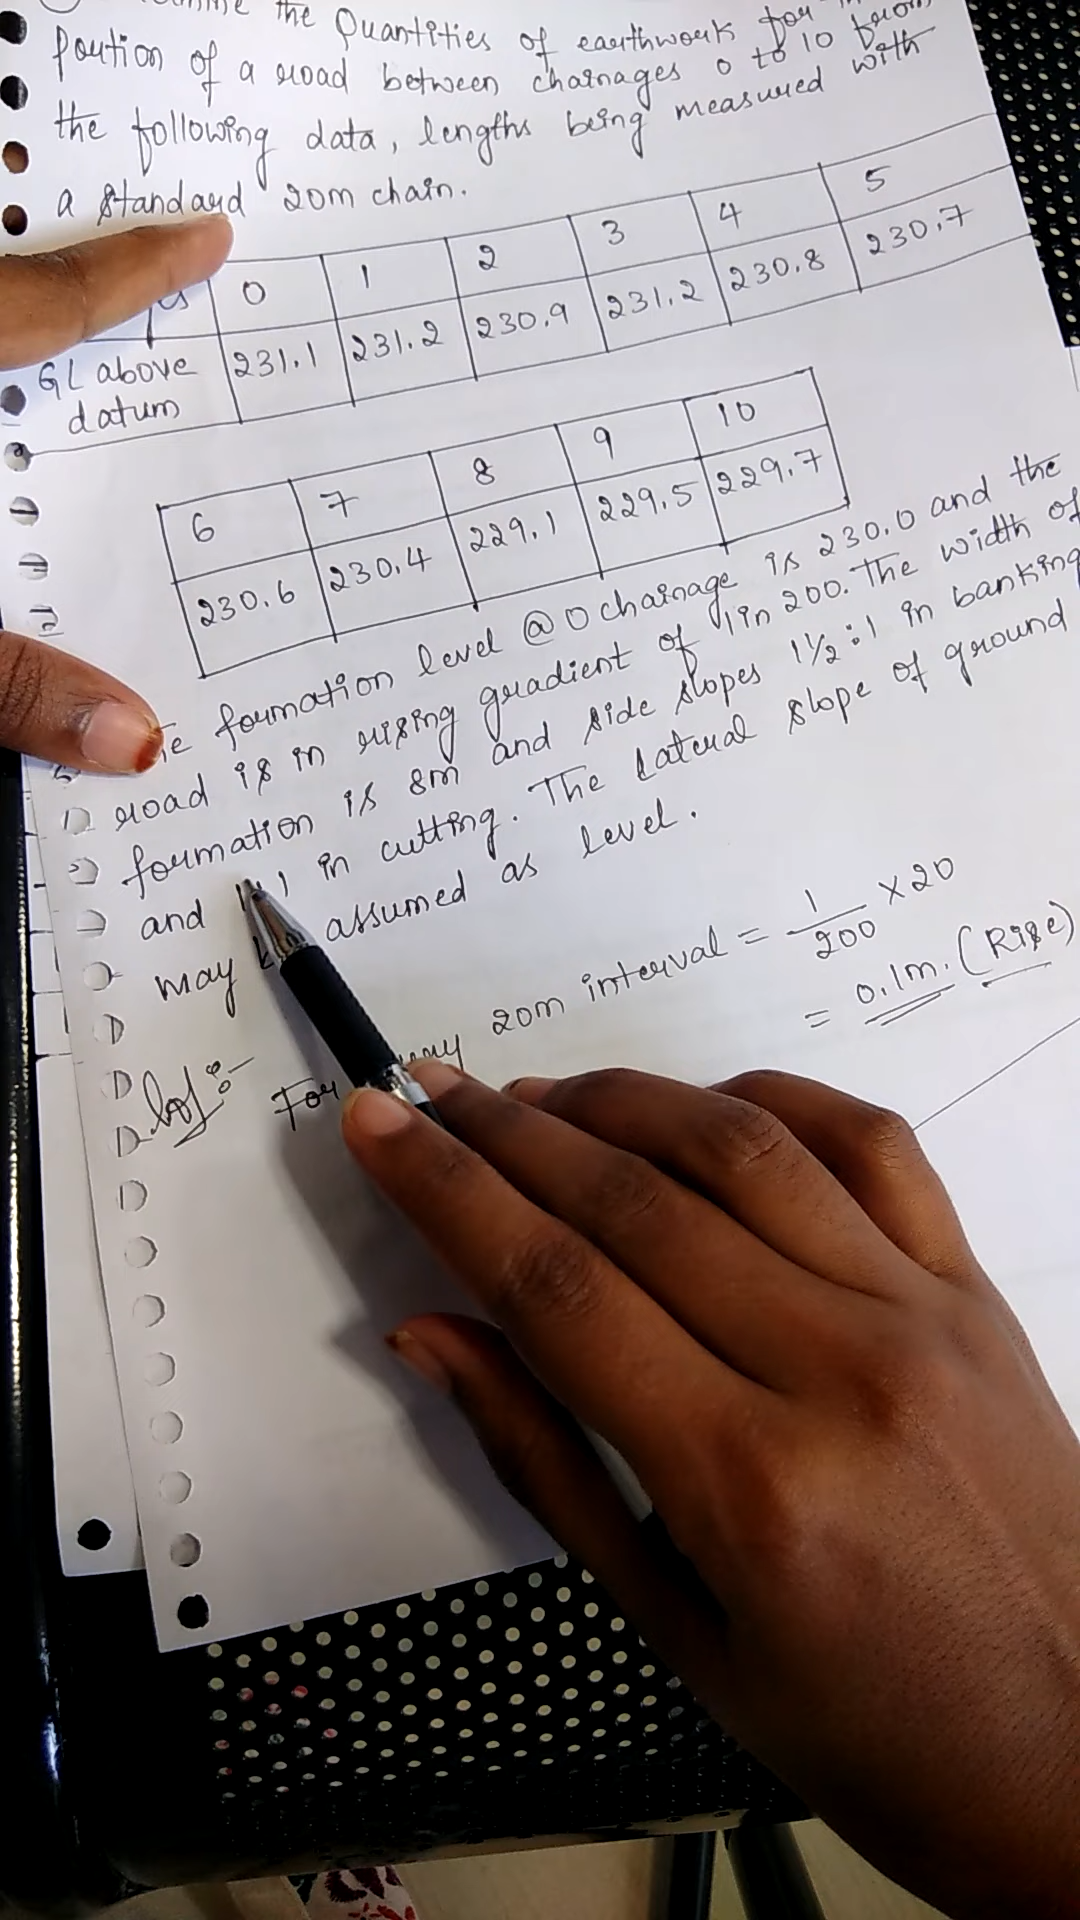 the Quantities of earthwork for
portion of a road between chainages 0 to 10 from
the following data, lengths being measured with
a standard 20m chain.
0 1 2 3 4 5
GL above datum 231.1 231.2 230.9 231.2 230.8 230.7
6 7 8 9 10
230.6 230.4 229.1 229.5 229.7
formation level @ 0 chainage is 230.0 and the
road is in rising gradient of 1 in 200. The width of
formation is 8m and side slopes 1½:1 in banking
and in cutting. The Lateral slope of ground
may assumed as level.
Sol:- For 20m interval = 1/200 × 20
= 0.1m. (Rise)